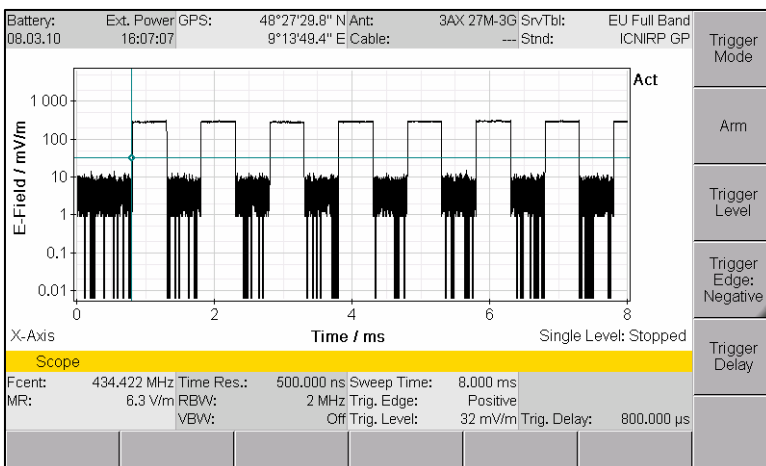 Battery: Ext. Power GPS: 48°27'29.8" N Ant: 3AX 27M-3G SrvTbl: EU Full Band
08.03.10 16:07:07 9°13'49.4" E Cable: --- Stnd: ICNIRP GP
Trigger
Mode
Arm
Trigger
Level
Trigger
Edge:
Negative
Trigger
Delay
Act
E-Field / mV/m
1 000
100
10
1
0.1
0.01
0 2 4 6 8
X-Axis Time / ms Single Level: Stopped
Scope
Fcent: 434.422 MHz Time Res.: 500.000 ns Sweep Time: 8.000 ms
MR: 6.3 V/m RBW: 2 MHz Trig. Edge: Positive
VBW: Off Trig. Level: 32 mV/m Trig. Delay: 800.000 µs